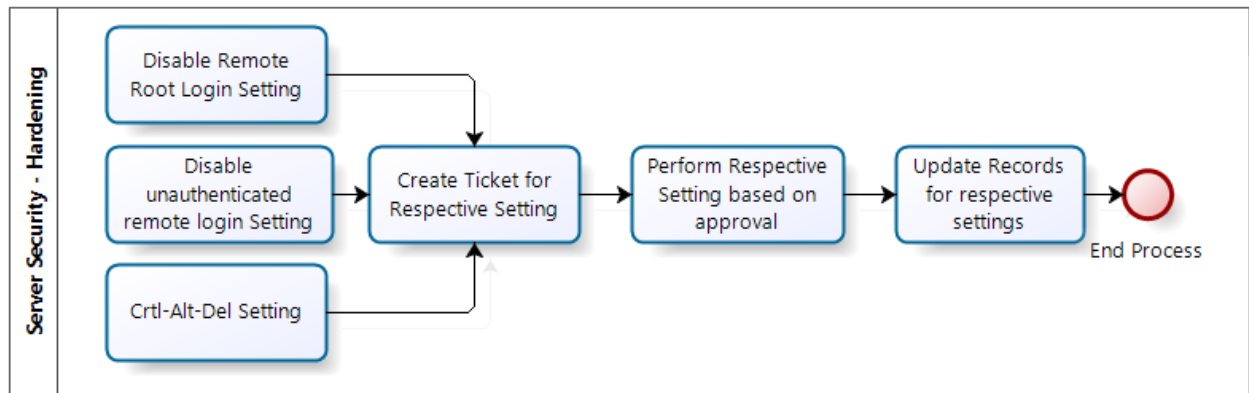 Server Security - Hardening
Disable Remote
Root Login Setting
Disable
unauthenticated
remote login Setting
Crtl-Alt-Del Setting
Create Ticket for
Respective Setting
Perform Respective
Setting based on
approval
Update Records
for respective
settings
End Process